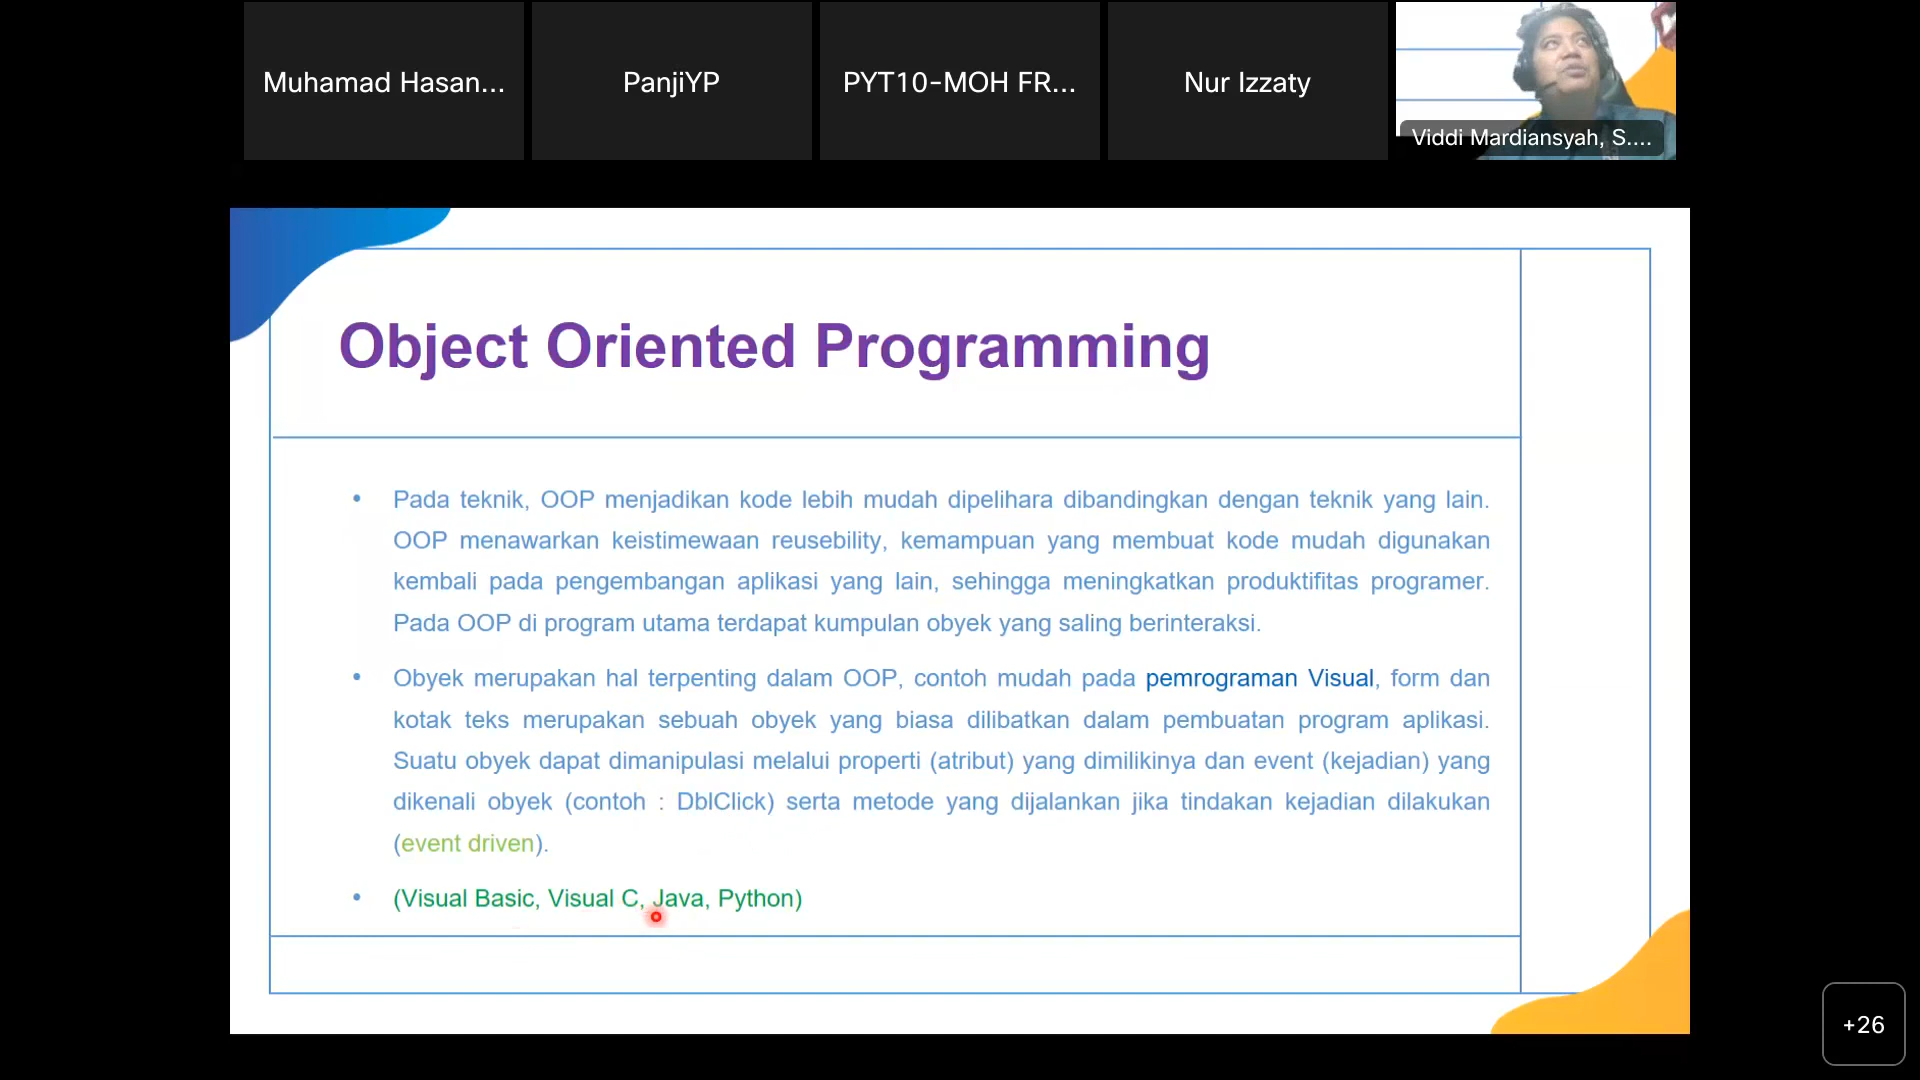 Muhamad Hasan...
PanjiYP
PYT10-MOH FR...
Nur Izzaty
Viddi Mardiansyah, S....
Object Oriented Programming
• Pada teknik, OOP menjadikan kode lebih mudah dipelihara dibandingkan dengan teknik yang lain.
OOP menawarkan keistimewaan reusebility, kemampuan yang membuat kode mudah digunakan
kembali pada pengembangan aplikasi yang lain, sehingga meningkatkan produktifitas programer.
Pada OOP di program utama terdapat kumpulan obyek yang saling berinteraksi.
• Obyek merupakan hal terpenting dalam OOP, contoh mudah pada pemrograman Visual, form dan
kotak teks merupakan sebuah obyek yang biasa dilibatkan dalam pembuatan program aplikasi.
Suatu obyek dapat dimanipulasi melalui properti (atribut) yang dimilikinya dan event (kejadian) yang
dikenali obyek (contoh : DblClick) serta metode yang dijalankan jika tindakan kejadian dilakukan
(event driven).
• (Visual Basic, Visual C, Java, Python)
+26